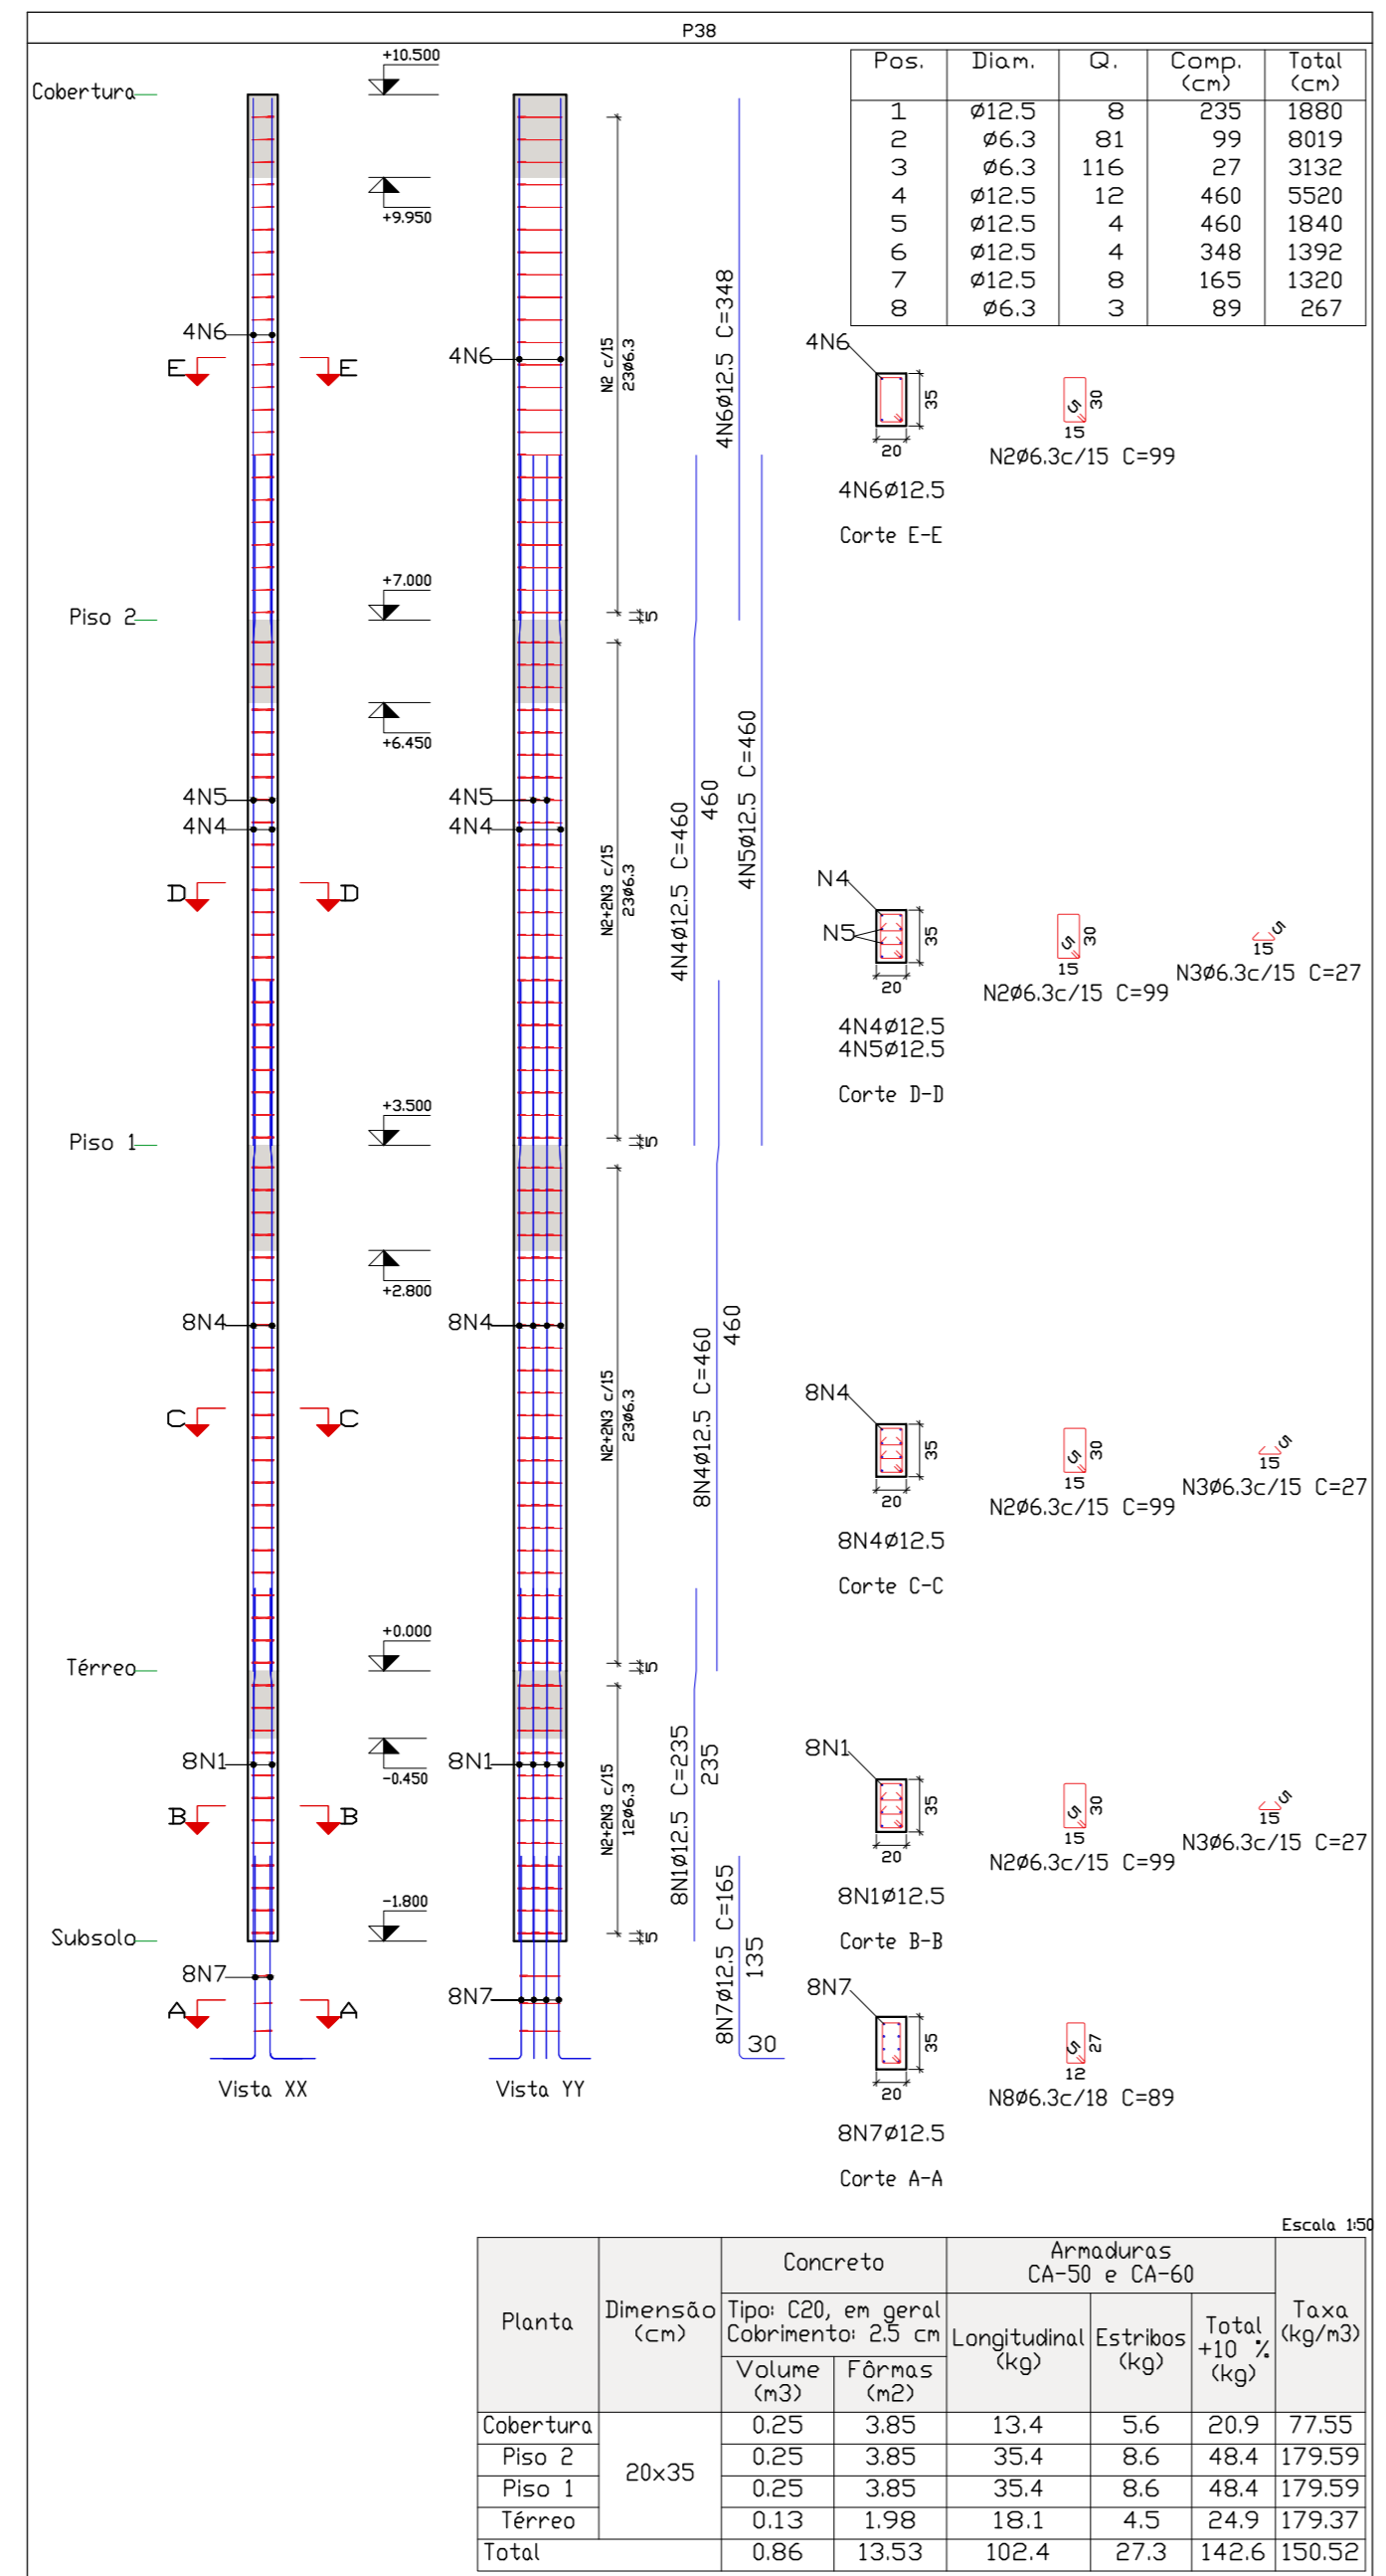 P38
Pos. Diam. Q. Comp. (cm) Total (cm)
1 Ø12.5 8 235 1880
2 Ø6.3 81 99 8019
3 Ø6.3 116 27 3132
4 Ø12.5 12 460 5520
5 Ø12.5 4 460 1840
6 Ø12.5 4 348 1392
7 Ø12.5 8 165 1320
8 Ø6.3 3 89 267
+10.500
Cobertura
+9.950
4N6
4N6
E E
N2 c/15
23Ø6.3
4N6Ø12.5 C=348
4N6
35
20
4N6Ø12.5
Corte E-E
5 30
15
N2Ø6.3c/15 C=99
+7.000
Piso 2
5
+6.450
4N5
4N5
4N4
4N4
D D
N2+2N3 c/15
23Ø6.3
4N4Ø12.5 C=460
460
4N5Ø12.5 C=460
N4
N5
35
20
4N4Ø12.5
4N5Ø12.5
Corte D-D
5 30
15
N2Ø6.3c/15 C=99
5
15
N3Ø6.3c/15 C=27
+3.500
Piso 1
5
+2.800
8N4
8N4
C C
N2+2N3 c/15
23Ø6.3
8N4Ø12.5 C=460
460
8N4
35
20
8N4Ø12.5
Corte C-C
5 30
15
N2Ø6.3c/15 C=99
5
15
N3Ø6.3c/15 C=27
+0.000
Térreo
5
-0.450
8N1
8N1
B B
N2+2N3 c/15
12Ø6.3
8N1Ø12.5 C=235
235
8N1
35
20
8N1Ø12.5
Corte B-B
5 30
15
N2Ø6.3c/15 C=99
5
15
N3Ø6.3c/15 C=27
-1.800
Subsolo
5
8N7
8N7
A A
8N7Ø12.5 C=165
135
30
Vista XX
Vista YY
8N7
35
20
8N7Ø12.5
Corte A-A
5 27
12
N8Ø6.3c/18 C=89
Escala 1:50
Planta
Dimensão (cm)
Concreto
Tipo: C20, em geral
Cobrimento: 2.5 cm
Volume (m3)
Fôrmas (m2)
Armaduras
CA-50 e CA-60
Longitudinal (kg)
Estribos (kg)
Total +10 % (kg)
Taxa (kg/m3)
Cobertura 0.25 3.85 13.4 5.6 20.9 77.55
Piso 2 0.25 3.85 35.4 8.6 48.4 179.59
20x35
Piso 1 0.25 3.85 35.4 8.6 48.4 179.59
Térreo 0.13 1.98 18.1 4.5 24.9 179.37
Total 0.86 13.53 102.4 27.3 142.6 150.52